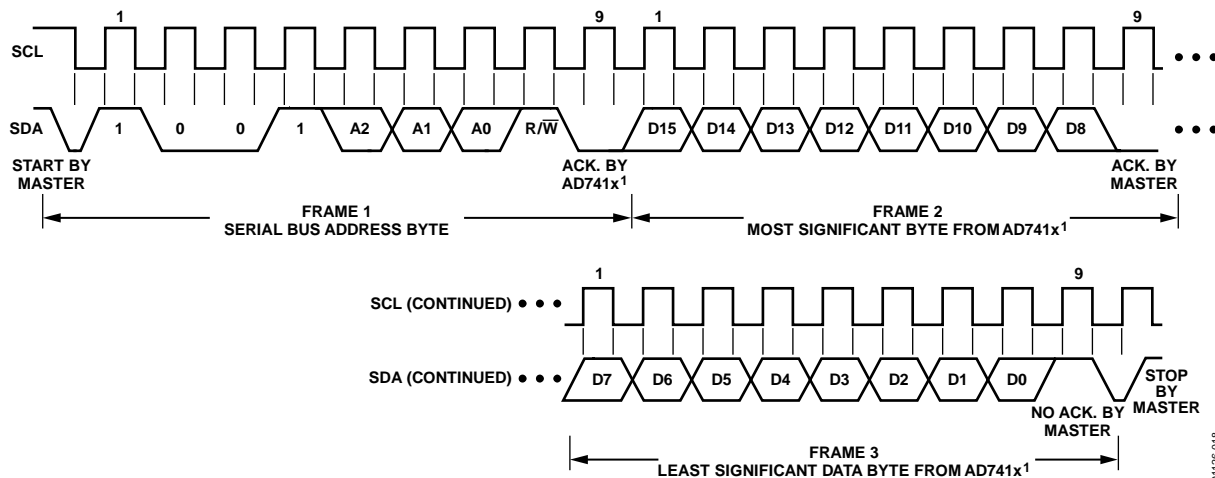 1 9 1 9
SCL
SDA 1 0 0 1 A2 A1 A0 R/W̅ D15 D14 D13 D12 D11 D10 D9 D8
START BY
MASTER
ACK. BY
AD741x¹
ACK. BY
MASTER
FRAME 1
SERIAL BUS ADDRESS BYTE
FRAME 2
MOST SIGNIFICANT BYTE FROM AD741x¹
1 9
SCL (CONTINUED)
SDA (CONTINUED) D7 D6 D5 D4 D3 D2 D1 D0
NO ACK. BY
MASTER
STOP
BY
MASTER
FRAME 3
LEAST SIGNIFICANT DATA BYTE FROM AD741x¹